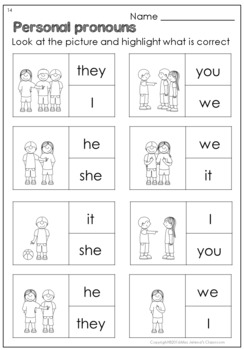 14
Name
Personal pronouns
Look at the picture and highlight what is correct
they
I
you
we
he
she
we
it
it
she
I
you
he
they
we
I